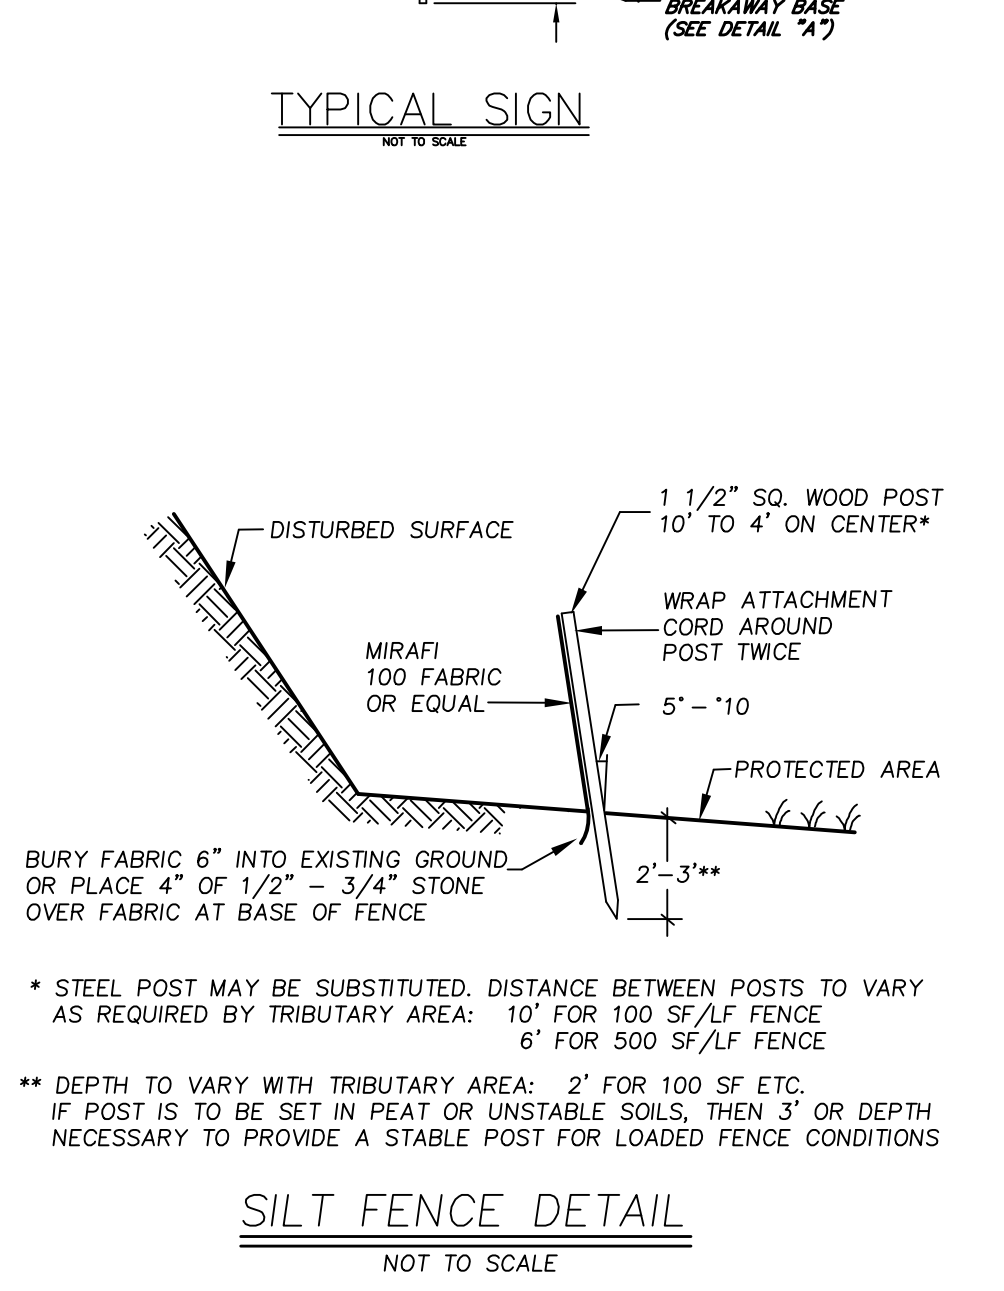 BREAKAWAY BASE
(SEE DETAIL "A")
TYPICAL SIGN
NOT TO SCALE
1 1/2" SQ. WOOD POST
10' TO 4' ON CENTER*
DISTURBED SURFACE
WRAP ATTACHMENT
CORD AROUND
POST TWICE
MIRAFI
100 FABRIC
OR EQUAL
5° - °10
PROTECTED AREA
BURY FABRIC 6" INTO EXISTING GROUND
OR PLACE 4" OF 1/2" - 3/4" STONE
OVER FABRIC AT BASE OF FENCE
2'-3'**
* STEEL POST MAY BE SUBSTITUTED. DISTANCE BETWEEN POSTS TO VARY
AS REQUIRED BY TRIBUTARY AREA: 10' FOR 100 SF/LF FENCE
6' FOR 500 SF/LF FENCE
** DEPTH TO VARY WITH TRIBUTARY AREA: 2' FOR 100 SF ETC.
IF POST IS TO BE SET IN PEAT OR UNSTABLE SOILS, THEN 3' OR DEPTH
NECESSARY TO PROVIDE A STABLE POST FOR LOADED FENCE CONDITIONS
SILT FENCE DETAIL
NOT TO SCALE